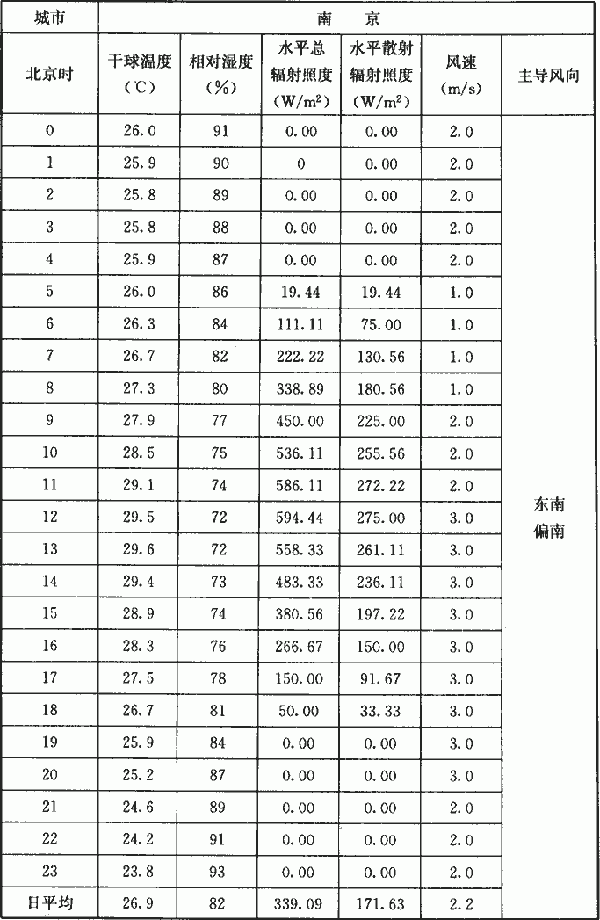 城市 南 京
北京时 干球温度 (℃) 相对湿度 (%) 水平总 辐射照度 (W/m²) 水平散射 辐射照度 (W/m²) 风速 (m/s) 主导风向
0 26.0 91 0.00 0.00 2.0
1 25.9 90 0 0.00 2.0
2 25.8 89 0.00 0.00 2.0
3 25.8 88 0.00 0.00 2.0
4 25.9 87 0.00 0.00 2.0
5 26.0 86 19.44 19.44 1.0
6 26.3 84 111.11 75.00 1.0
7 26.7 82 222.22 130.56 1.0
8 27.3 80 338.89 180.56 1.0
9 27.9 77 450.00 225.00 2.0
10 28.5 75 536.11 255.56 2.0
11 29.1 74 586.11 272.22 2.0
东南
12 29.5 72 594.44 275.00 3.0
偏南
13 29.6 72 558.33 261.11 3.0
14 29.4 73 483.33 236.11 3.0
15 28.9 74 380.56 197.22 3.0
16 28.3 76 266.67 150.00 3.0
17 27.5 78 150.00 91.67 3.0
18 26.7 81 50.00 33.33 3.0
19 25.9 84 0.00 0.00 3.0
20 25.2 87 0.00 0.00 3.0
21 24.6 89 0.00 0.00 2.0
22 24.2 91 0.00 0.00 2.0
23 23.8 93 0.00 0.00 2.0
日平均 26.9 82 339.09 171.63 2.2